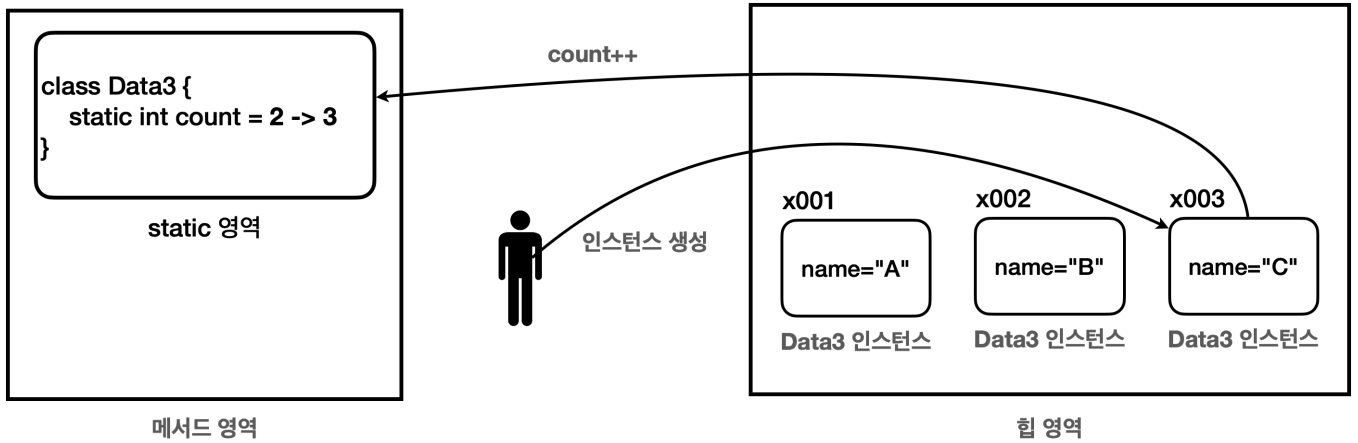 class Data3 {
static int count = 2 -> 3
}
static 영역
메서드 영역
count++
인스턴스 생성
x001
x002
x003
name="A"
name="B"
name="C"
Data3 인스턴스
Data3 인스턴스
Data3 인스턴스
힙 영역